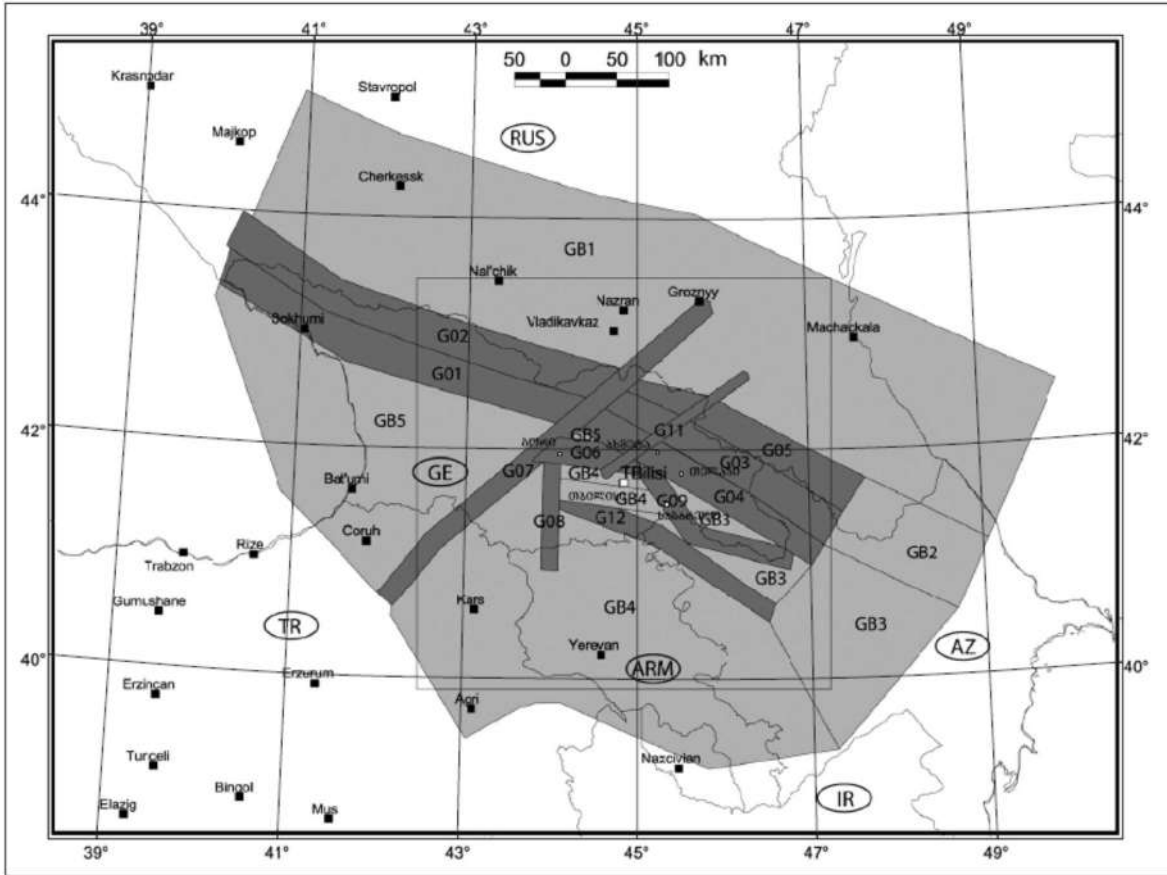 39°
41°
43°
45°
47°
49°
50 0 50 100 km
Krasnodar
Stavropol
Majkop
RUS
Cherkessk
44°
44°
GB1
Nal'chik
Nazran
Groznyy
Vladikavkaz
Machackala
Sokhumi
G02
G01
GB5
42°
42°
G11
GB5
G06
G03
G05
GE
G07
GB4
TBilisi
G04
Bat'umi
GB4
G09
G08
G12
GB3
Coruh
Rize
Trabzon
GB2
GB3
Gumushane
Kars
GB4
GB3
TR
Yerevan
ARM
AZ
40°
40°
Erzincan
Erzurum
Agri
Tunceli
Nazcivian
Bingol
IR
Elazig
Mus
39°
41°
43°
45°
47°
49°